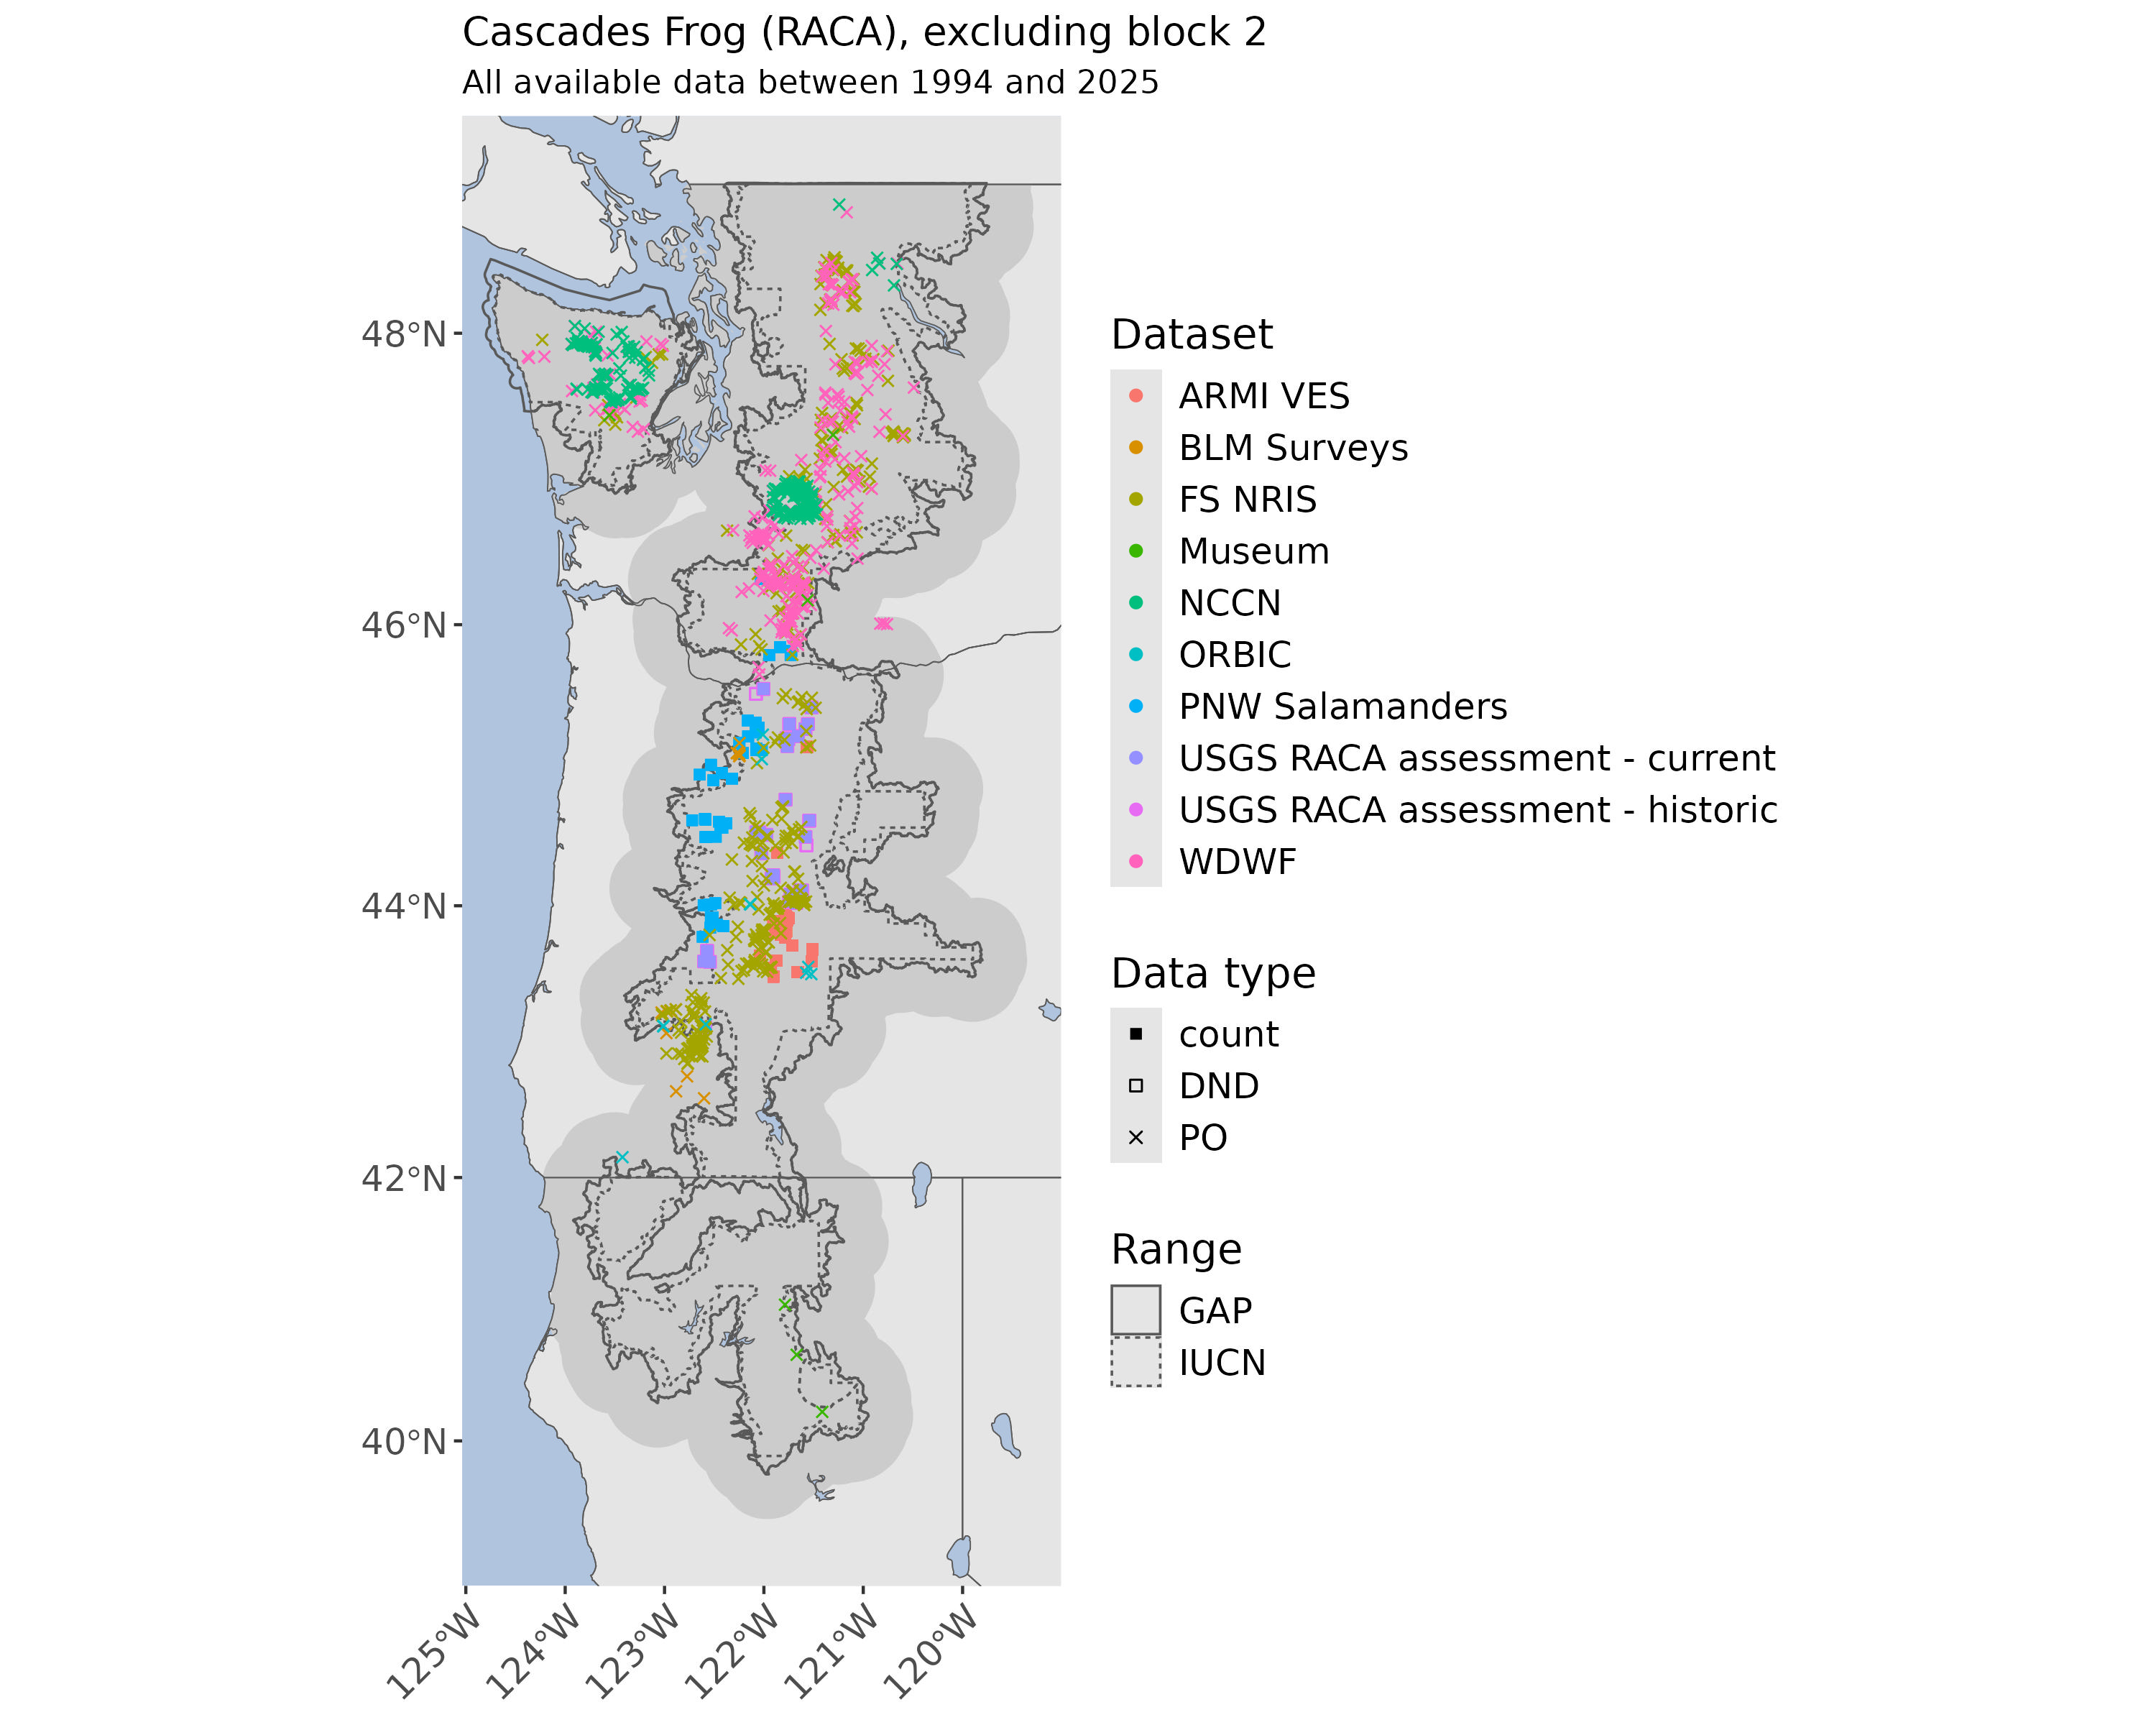 Cascades Frog (RACA), excluding block 2
All available data between 1994 and 2025
48°N
46°N
44°N
42°N
40°N
125°W
124°W
123°W
122°W
121°W
120°W
Dataset
ARMI VES
BLM Surveys
FS NRIS
Museum
NCCN
ORBIC
PNW Salamanders
USGS RACA assessment - current
USGS RACA assessment - historic
WDWF
Data type
count
DND
PO
Range
GAP
IUCN